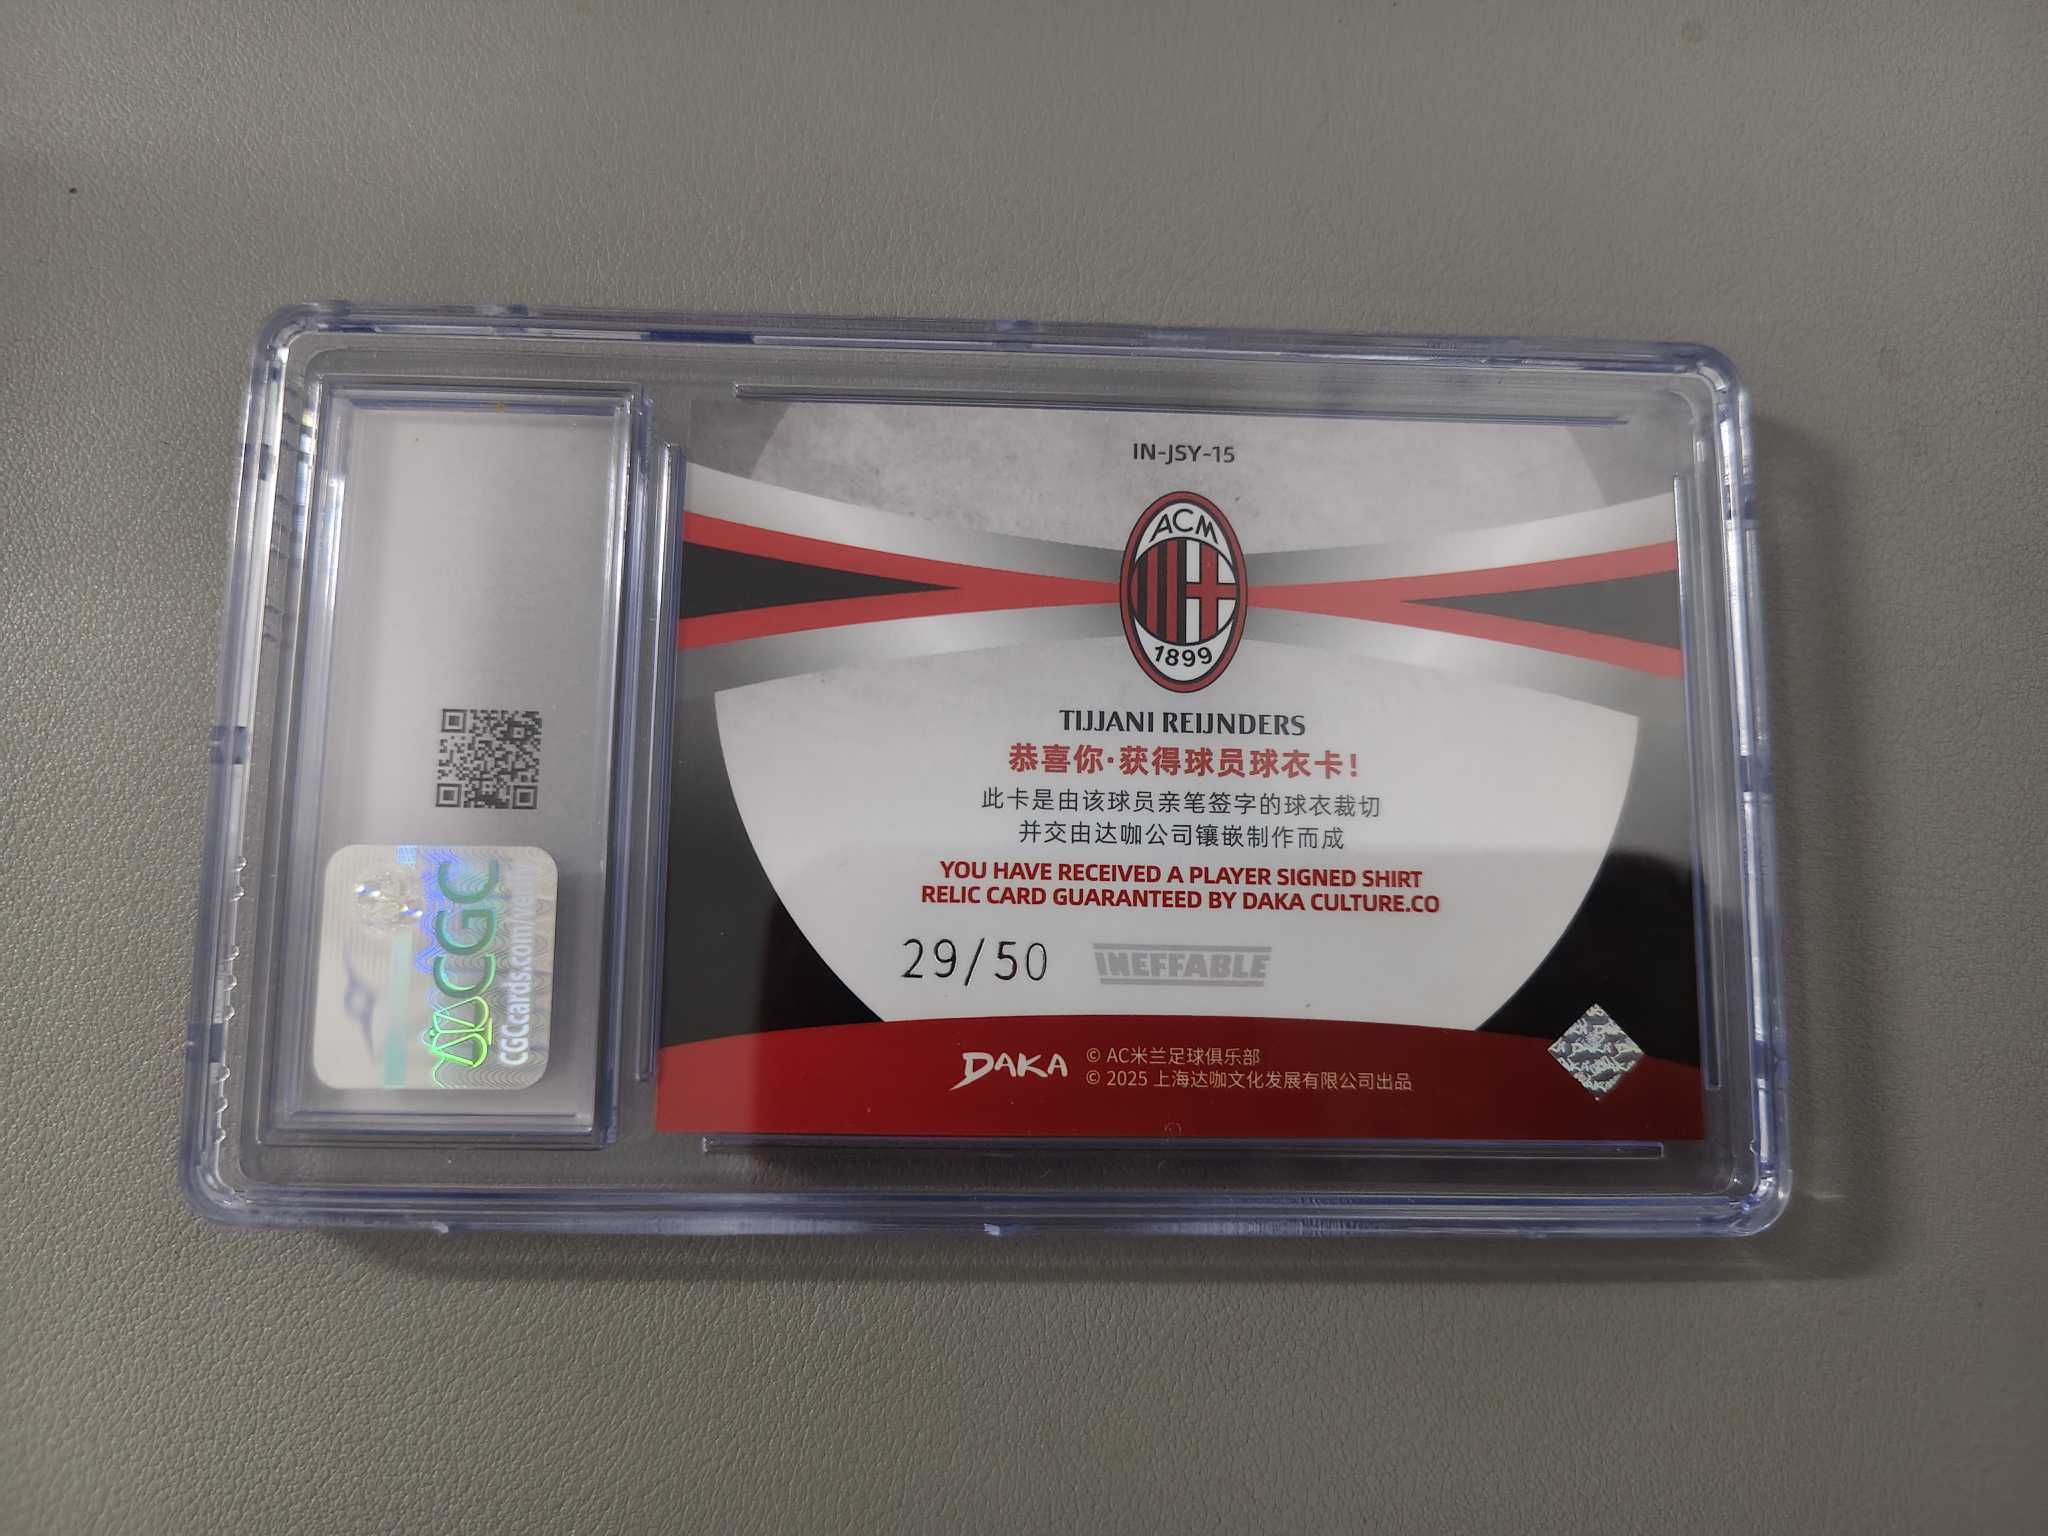 IN-JSY-15
ACM
1899
TIJJANI REIJNDERS
恭喜你·获得球员球衣卡!
此卡是由该球员亲笔签字的球衣裁切
并交由达咖公司镶嵌制作而成
YOU HAVE RECEIVED A PLAYER SIGNED SHIRT
RELIC CARD GUARANTEED BY DAKA CULTURE.CO
29/50
INEFFABLE
DAKA
© AC米兰足球俱乐部
© 2025 上海达咖文化发展有限公司出品
CGC
CGCcards.com/verify
DAKA